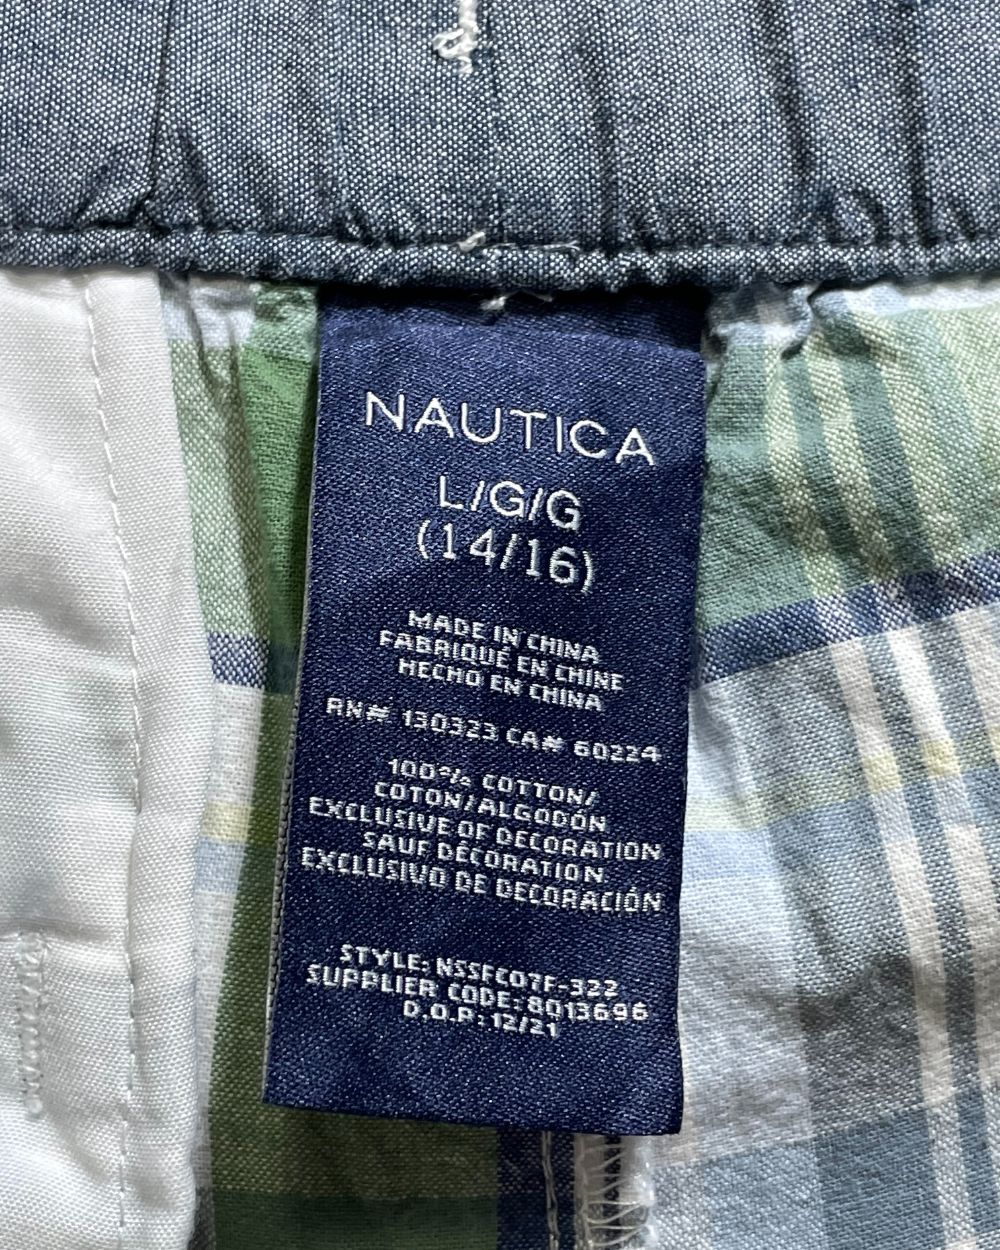 NAUTICA
L/G/G
(14/16)
MADE IN CHINA
FABRIQUÉ EN CHINE
HECHO EN CHINA
RN# 130323 CA# 60224
100% COTTON/
COTON/ALGODÓN
EXCLUSIVE OF DECORATION
SAUF DÉCORATION
EXCLUSIVO DE DECORACIÓN
STYLE: NSSFC07F-322
SUPPLIER CODE: 8013696
D.O.P: 12/21